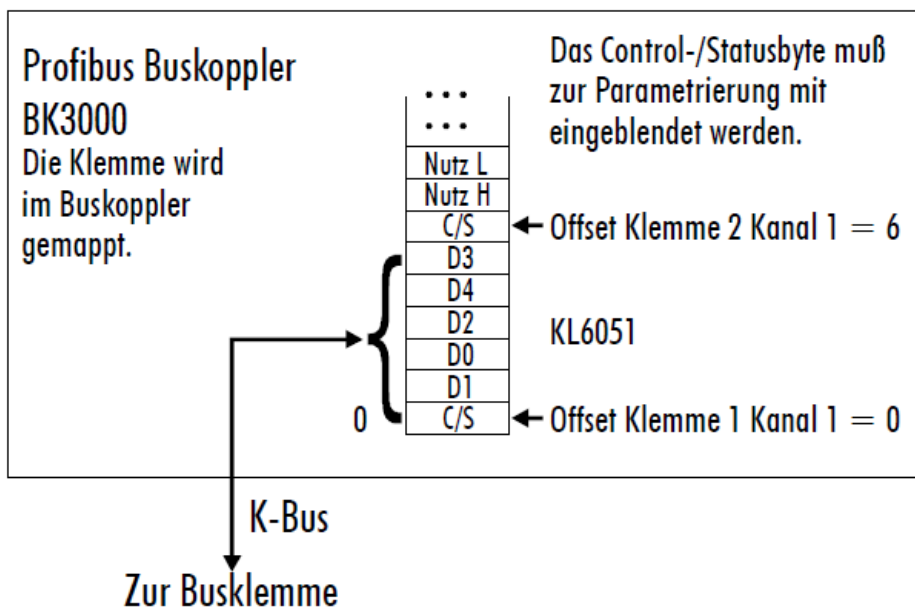 Profibus Buskoppler
BK3000
Die Klemme wird
im Buskoppler
gemappt.
Das Control-/Statusbyte muß
zur Parametrierung mit
eingeblendet werden.
...
...
Nutz L
Nutz H
C/S
Offset Klemme 2 Kanal 1 = 6
D3
D4
D2
KL6051
D0
D1
0
C/S
Offset Klemme 1 Kanal 1 = 0
K-Bus
Zur Busklemme